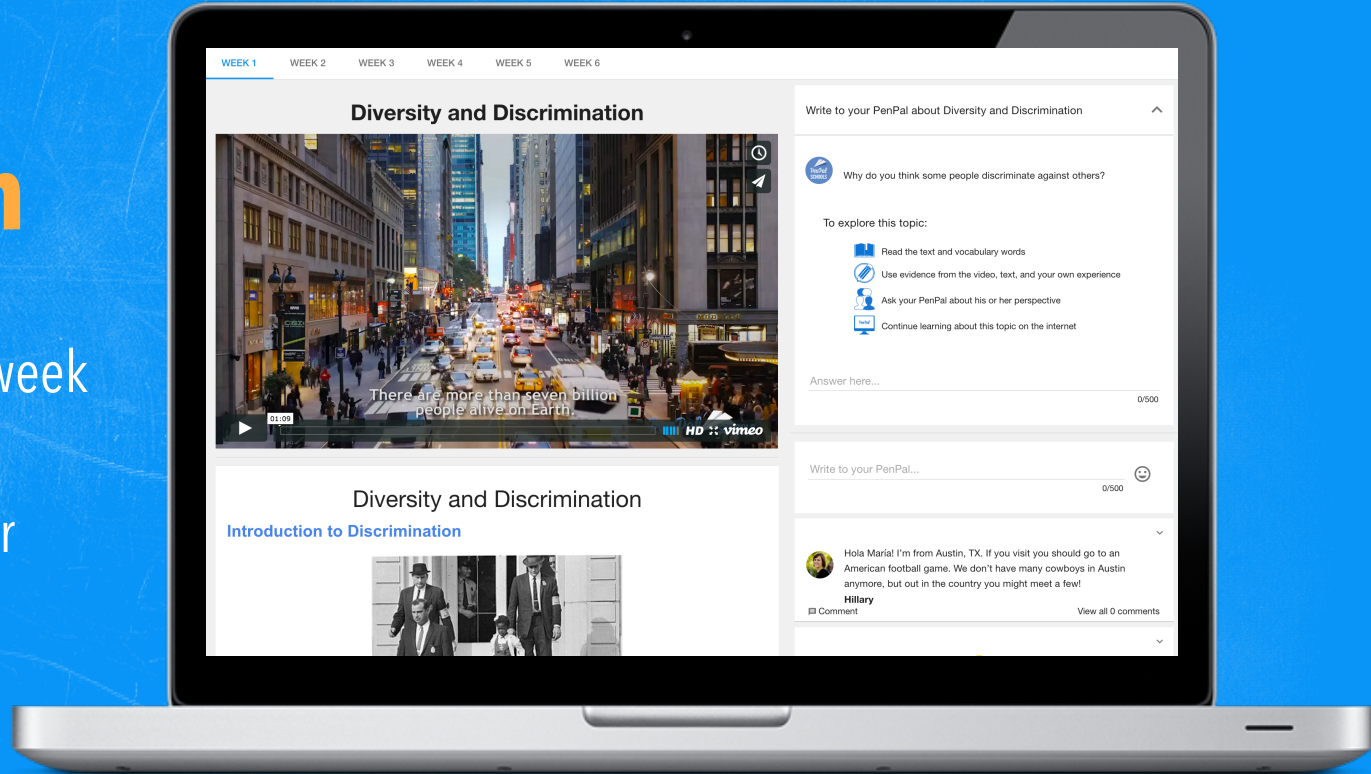 n
week
r
WEEK 1 WEEK 2 WEEK 3 WEEK 4 WEEK 5 WEEK 6
Diversity and Discrimination
There are more than seven billion
people alive on Earth.
01:09
HD vimeo
Diversity and Discrimination
Introduction to Discrimination
Write to your PenPal about Diversity and Discrimination
PenPal
SCHOOLS
Why do you think some people discriminate against others?
To explore this topic:
Read the text and vocabulary words
Use evidence from the video, text, and your own experience
Ask your PenPal about his or her perspective
Continue learning about this topic on the internet
Answer here...
0/500
Write to your PenPal...
0/500
Hola María! I'm from Austin, TX. If you visit you should go to an
American football game. We don't have many cowboys in Austin
anymore, but out in the country you might meet a few!
Hillary
Comment View all 0 comments